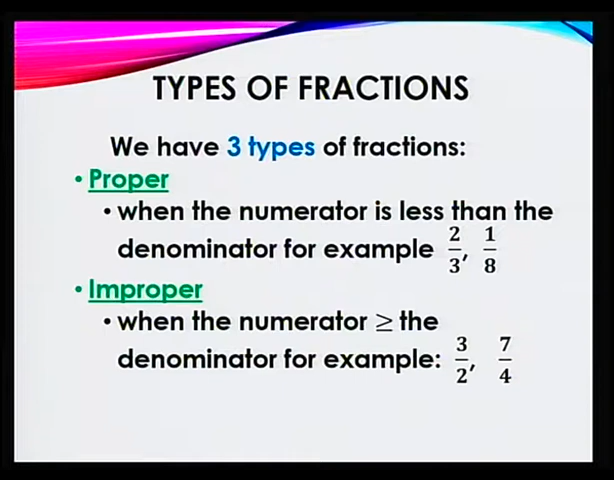 TYPES OF FRACTIONS
We have 3 types of fractions:
• Proper
• when the numerator is less than the
denominator for example 2/3, 1/8
• Improper
• when the numerator ≥ the
denominator for example: 3/2, 7/4